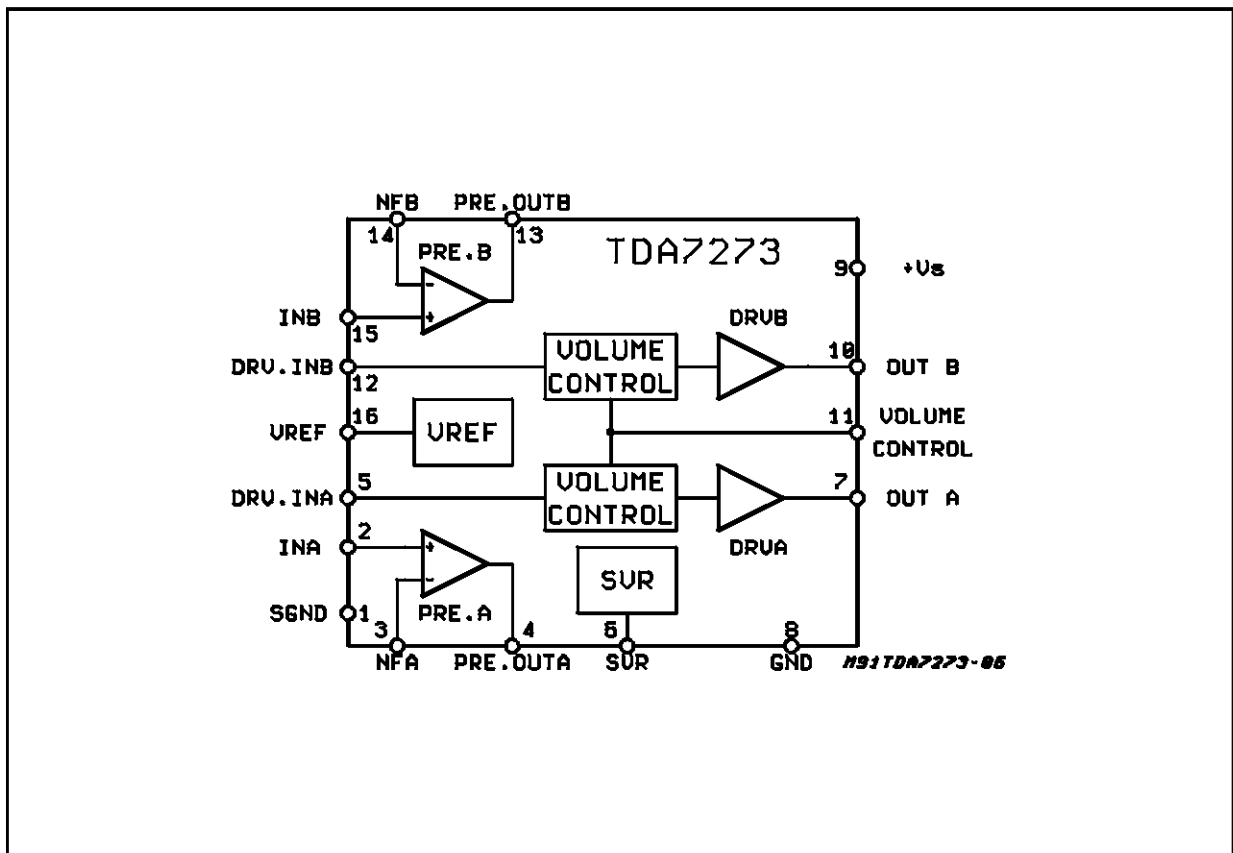 NFB PRE.OUTB
14 13
PRE.B
TDA7273
9 +Vs
- 
+
INB
15
DRVB
DRV.INB
12
VOLUME
CONTROL
10 OUT B
VREF
16
VREF
11 VOLUME
CONTROL
DRV.INA
5
VOLUME
CONTROL
7 OUT A
INA
2
+
-
DRVA
SVR
SGND 1
PRE.A
3 4 6 8
NFA PRE.OUTA SVR GND M91TDA7273-06